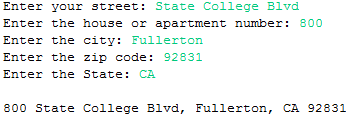 Enter your street: State College Blvd
Enter the house or apartment number: 800
Enter the city: Fullerton
Enter the zip code: 92831
Enter the State: CA
800 State College Blvd, Fullerton, CA 92831